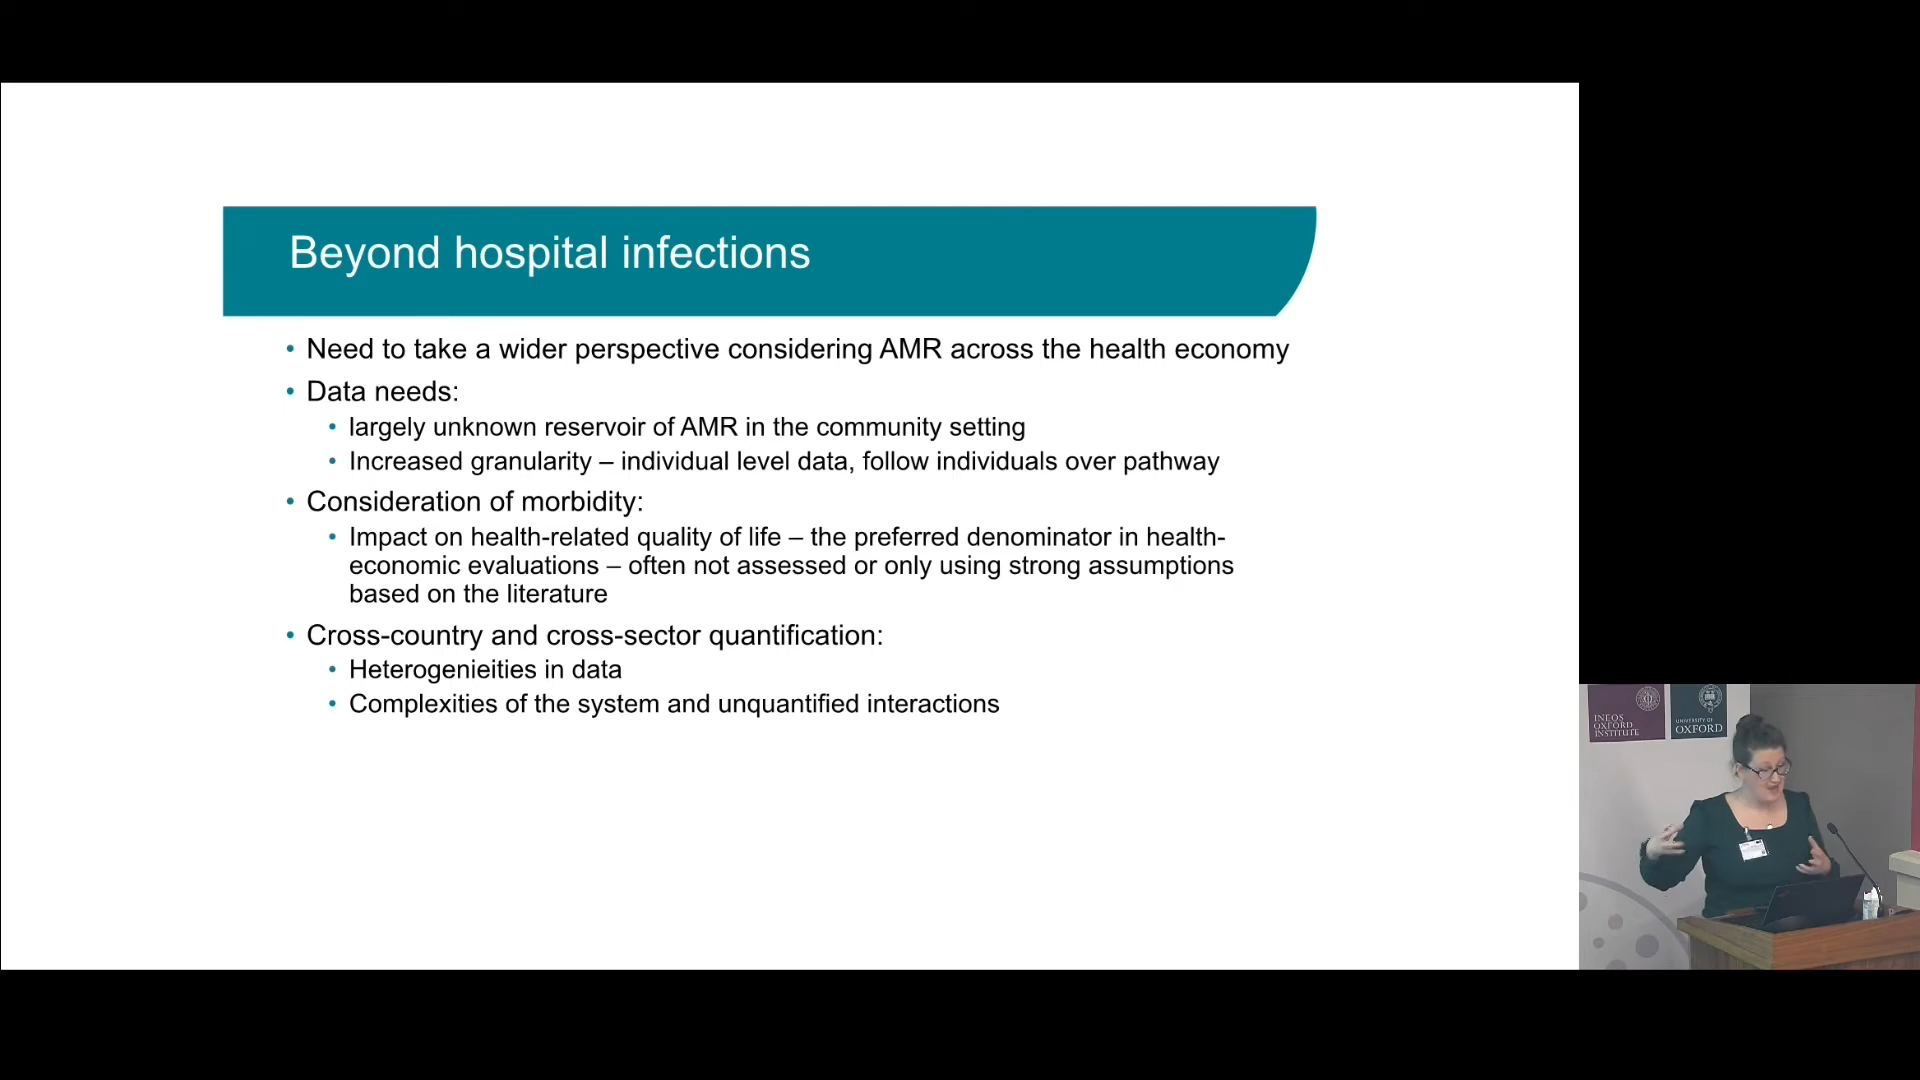 Beyond hospital infections
• Need to take a wider perspective considering AMR across the health economy
• Data needs:
• largely unknown reservoir of AMR in the community setting
• Increased granularity – individual level data, follow individuals over pathway
• Consideration of morbidity:
• Impact on health-related quality of life – the preferred denominator in health-
economic evaluations – often not assessed or only using strong assumptions
based on the literature
• Cross-country and cross-sector quantification:
• Heterogenieities in data
• Complexities of the system and unquantified interactions
INEOS
OXFORD
INSTITUTE
UNIVERSITY OF
OXFORD